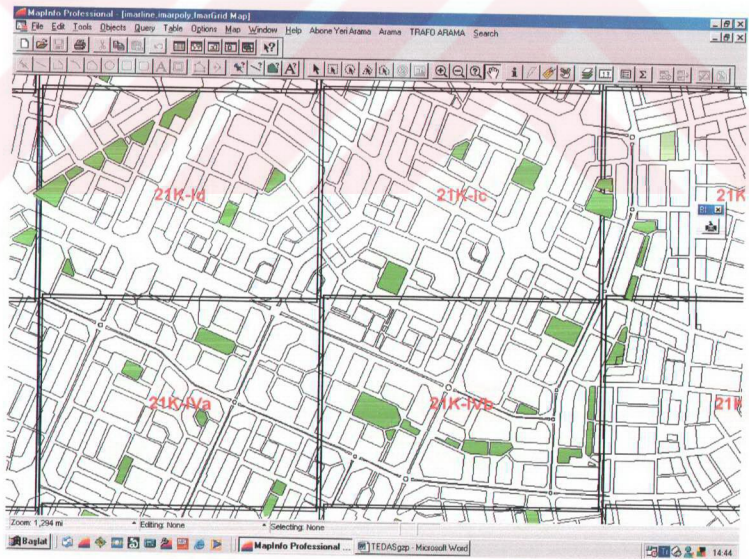 MapInfo Professional - [imarline,imarpoly,ImarGrid Map]
File Edit Tools Objects Query Table Options Map Window Help Abone Yeri Arama Arama TRAFO ARAMA Search
21K-Id
21K-Ic
21K
21K-IVa
21K-IVb
21K
Zoom: 1,294 mi
Editing: None
Selecting: None
Başlat
MapInfo Professional ...
TEDASgzp - Microsoft Word
14:44